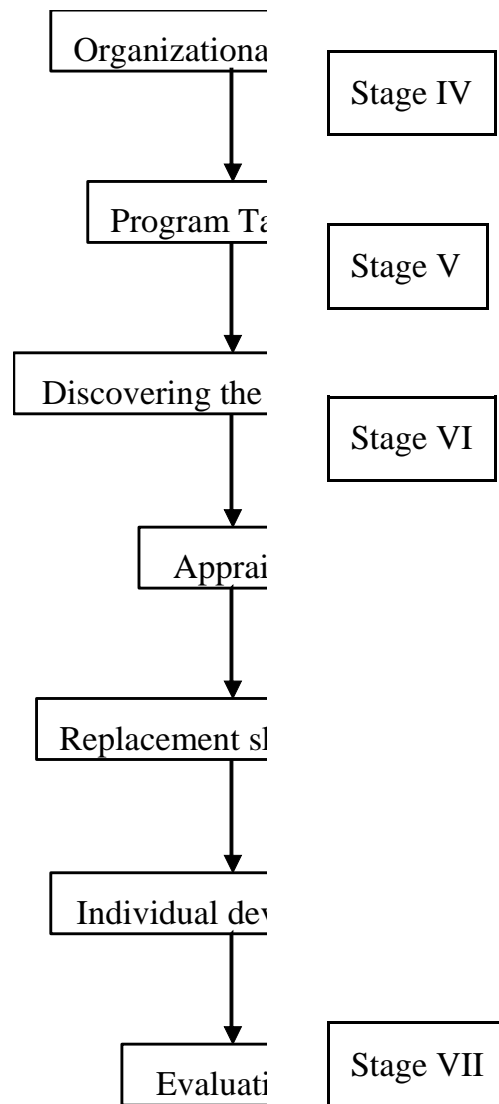 Organizationa
Stage IV
Program Ta
Stage V
Discovering the
Stage VI
Apprai
Replacement sl
Individual dev
Stage VII
Evaluati